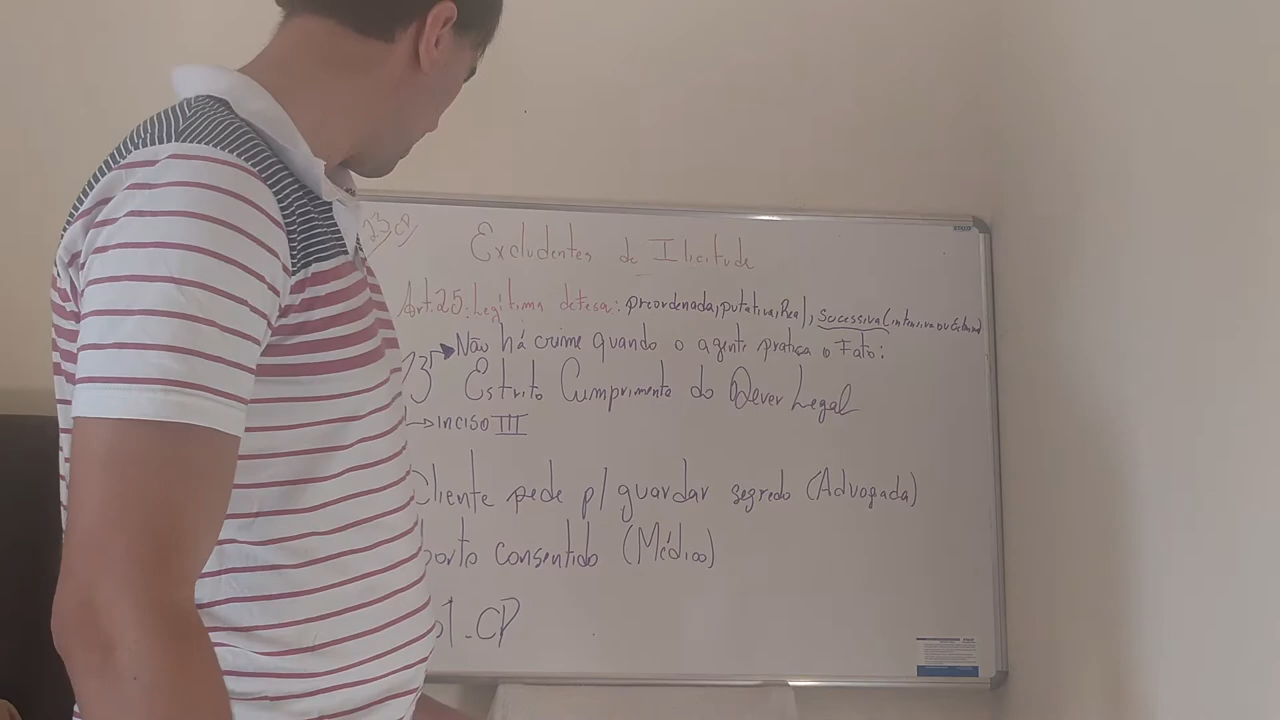 23 CP
Excludentes de Ilicitude
Art.25: Legítima defesa: preordenada, putativa, Real, sucessiva (intensiva ou
Não há crime quando o agente pratica o Fato:
Estrito Cumprimento do Dever Legal
→ inciso III
Cliente pede p/ guardar segredo (Advogada)
borto consentido (Médico)
CP